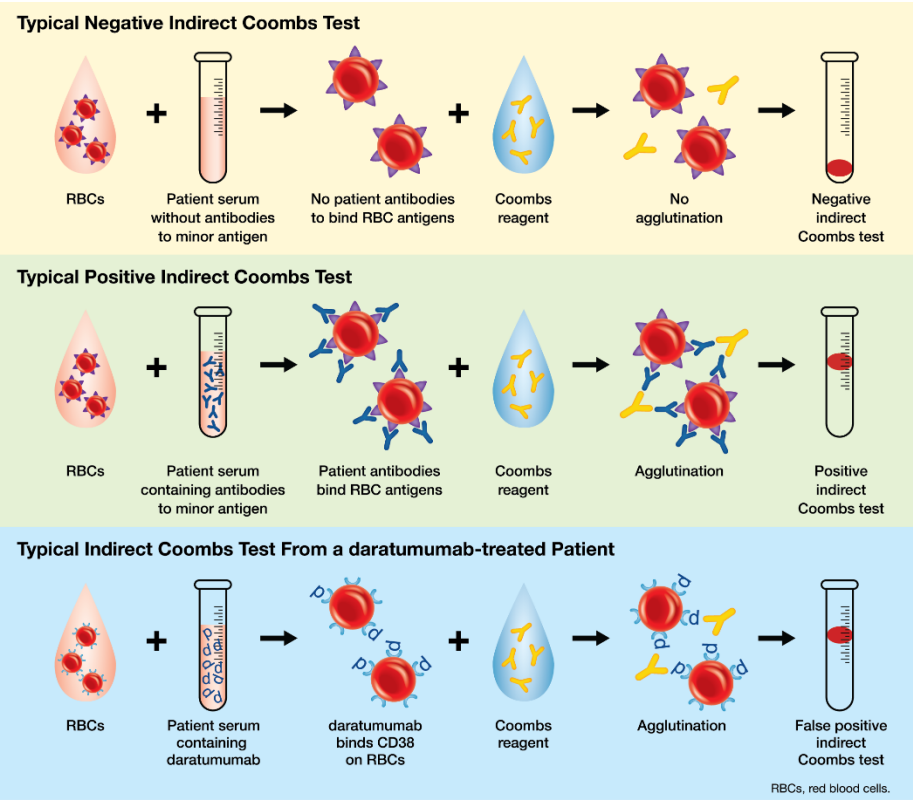 Typical Negative Indirect Coombs Test
RBCs
Patient serum
without antibodies
to minor antigen
No patient antibodies
to bind RBC antigens
Coombs
reagent
No
agglutination
Negative
indirect
Coombs test
Typical Positive Indirect Coombs Test
RBCs
Patient serum
containing antibodies
to minor antigen
Patient antibodies
bind RBC antigens
Coombs
reagent
Agglutination
Positive
indirect
Coombs test
Typical Indirect Coombs Test From a daratumumab-treated Patient
RBCs
Patient serum
containing
daratumumab
daratumumab
binds CD38
on RBCs
Coombs
reagent
Agglutination
False positive
indirect
Coombs test
RBCs, red blood cells.